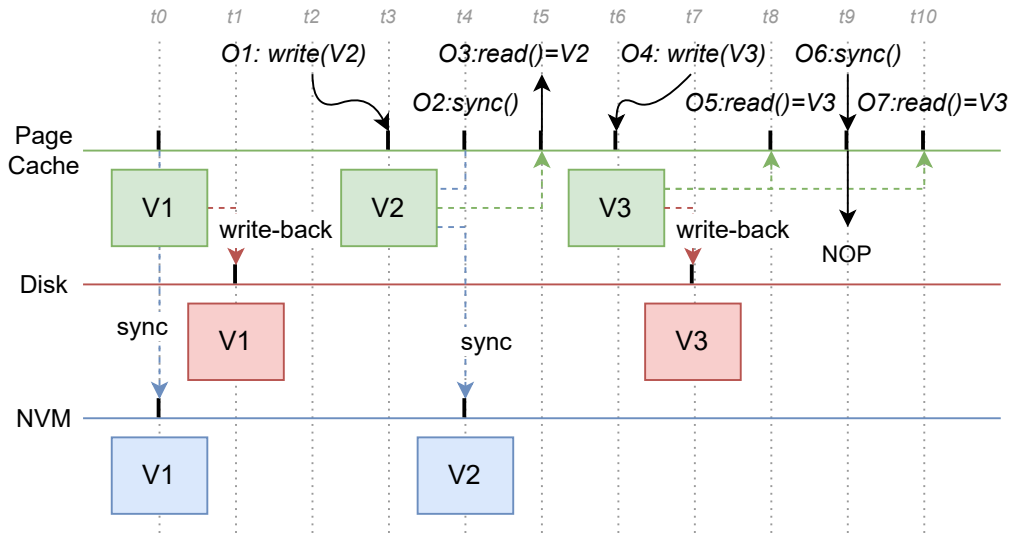 t0 t1 t2 t3 t4 t5 t6 t7 t8 t9 t10
O1: write(V2) O3:read()=V2 O4: write(V3) O6:sync()
O2:sync() O5:read()=V3 O7:read()=V3
Page
Cache
V1 V2 V3
write-back write-back
NOP
Disk
sync V1 sync V3
NVM
V1 V2